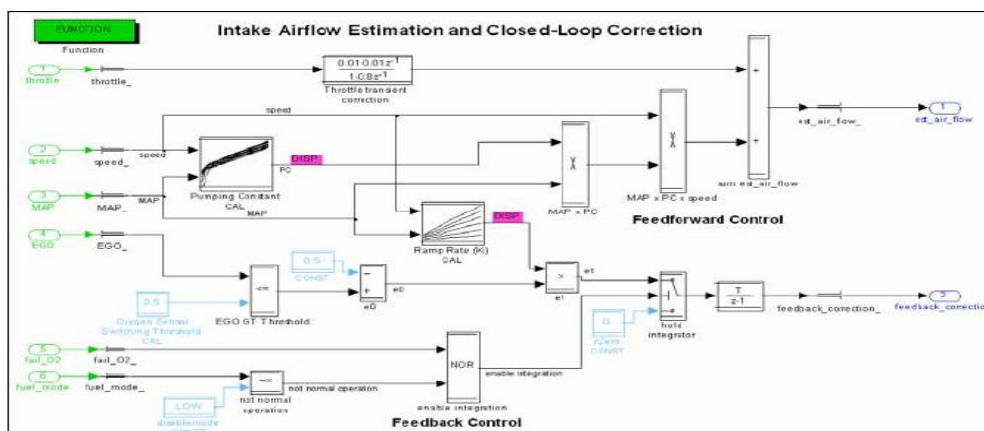 FUNCTION
Intake Airflow Estimation and Closed-Loop Correction
Function
1
throttle
throttle_
0.01-0.01z-1
1-0.8z-1
Throttle transient
correction
speed
2
speed
speed_
speed
DISP
PC
Pumping Constant
CAL
3
MAP
MAP_
MAP
MAP
MAP x PC
MAP x PC x speed
sum est_air_flow
est_air_flow_
1
est_air_flow
Feedforward Control
4
EGO
EGO_
DISP
Ramp Rate (Ki)
CAL
0.5
CONST
0.5
Oxygen Sensor
Switching Threshold
CAL
<=
EGO GT Threshold
e0
e0
x
e1
e1
0
CONST
hold
integrator
T
z-1
feedback_correction_
2
feedback_correctio
5
fail_O2
fail_O2_
6
fuel_mode
fuel_mode_
LOW
not normal
operation
not normal operation
NOR
enable integration
enable integration
Feedback Control